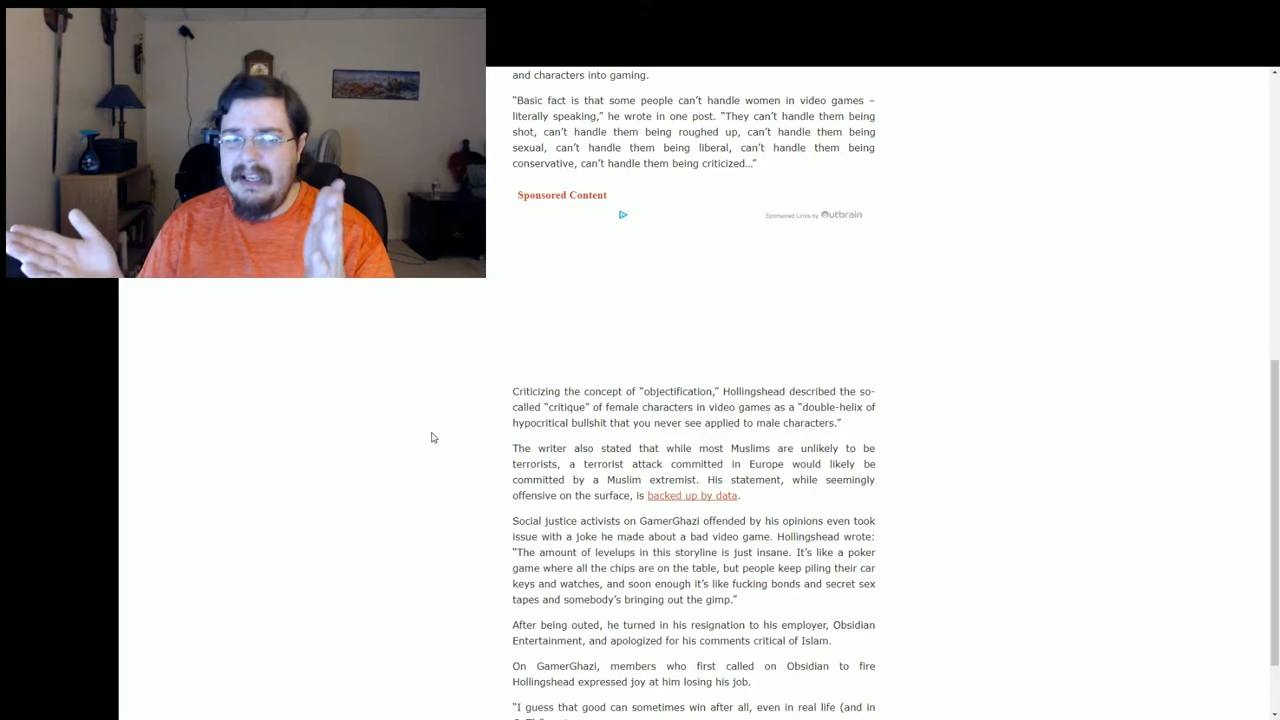 and characters into gaming.
“Basic fact is that some people can’t handle women in video games –
literally speaking,” he wrote in one post. “They can’t handle them being
shot, can’t handle them being roughed up, can’t handle them being
sexual, can’t handle them being liberal, can’t handle them being
conservative, can’t handle them being criticized…”
Sponsored Content
Sponsored Links by Outbrain
Criticizing the concept of “objectification,” Hollingshead described the so-
called “critique” of female characters in video games as a “double-helix of
hypocritical bullshit that you never see applied to male characters.”
The writer also stated that while most Muslims are unlikely to be
terrorists, a terrorist attack committed in Europe would likely be
committed by a Muslim extremist. His statement, while seemingly
offensive on the surface, is backed up by data.
Social justice activists on GamerGhazi offended by his opinions even took
issue with a joke he made about a bad video game. Hollingshead wrote:
“The amount of levelups in this storyline is just insane. It’s like a poker
game where all the chips are on the table, but people keep piling their car
keys and watches, and soon enough it’s like fucking bonds and secret sex
tapes and somebody’s bringing out the gimp.”
After being outed, he turned in his resignation to his employer, Obsidian
Entertainment, and apologized for his comments critical of Islam.
On GamerGhazi, members who first called on Obsidian to fire
Hollingshead expressed joy at him losing his job.
“I guess that good can sometimes win after all, even in real life (and in